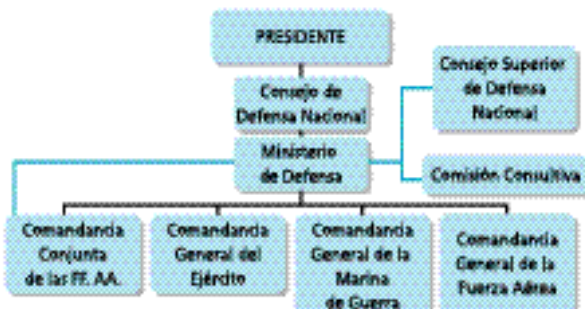 PRESIDENTE
Consejo de
Defensa Nacional
Ministerio
de Defensa
Consejo Superior
de Defensa
Nacional
Comisión Consultiva
Comandancia
Conjunta
de las FF. AA.
Comandancia
General del
Ejército
Comandancia
General de la
Marina
de Guerra
Comandancia
General de la
Fuerza Aérea